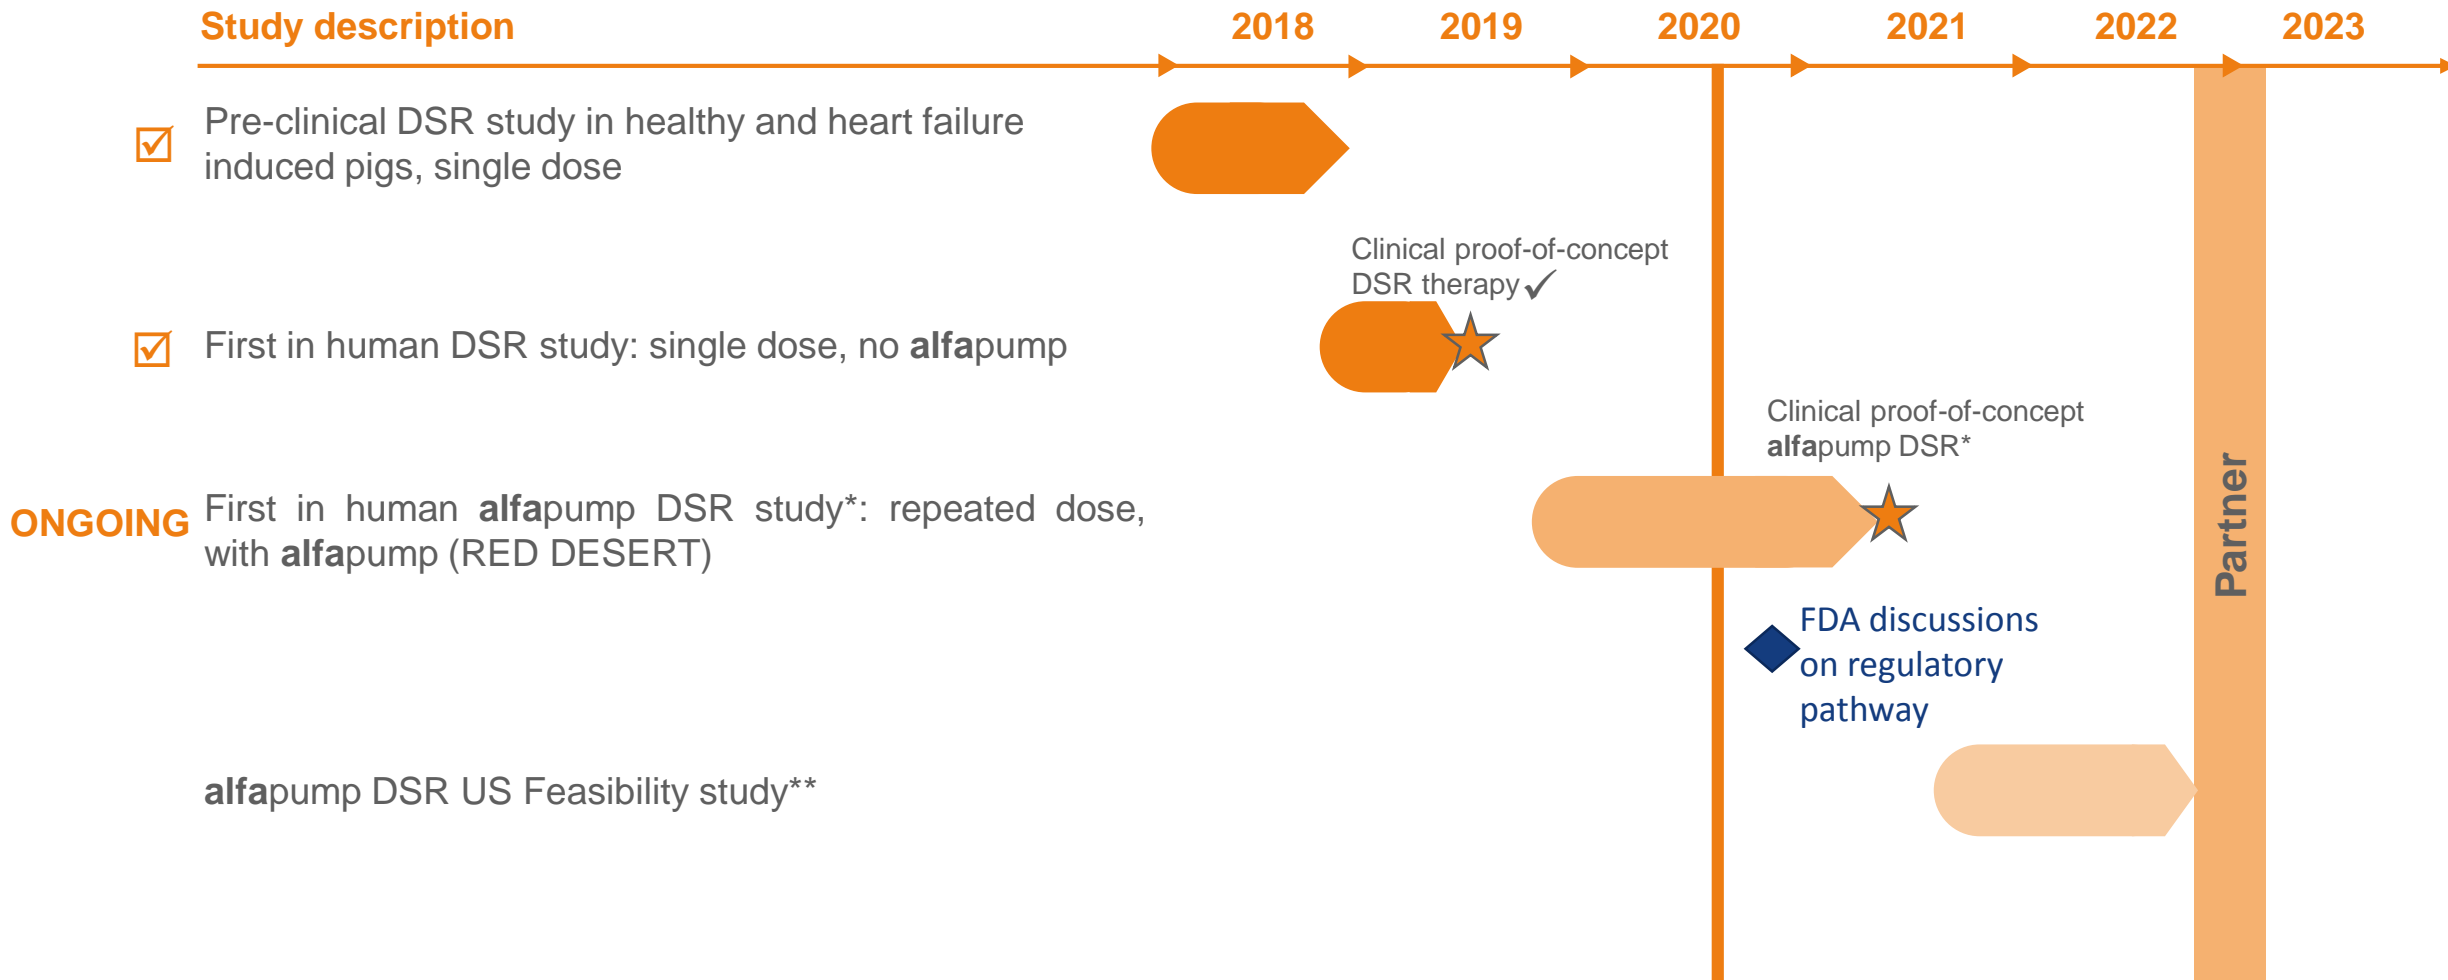 Study description 2018 2019 2020 2021 2022 2023
Pre-clinical DSR study in healthy and heart failure
induced pigs, single dose
Clinical proof-of-concept
DSR therapy✓
First in human DSR study: single dose, no alfapump
Clinical proof-of-concept
alfapump DSR*
ONGOING
First in human alfapump DSR study*: repeated dose,
with alfapump (RED DESERT)
Partner
FDA discussions
on regulatory
pathway
alfapump DSR US Feasibility study**